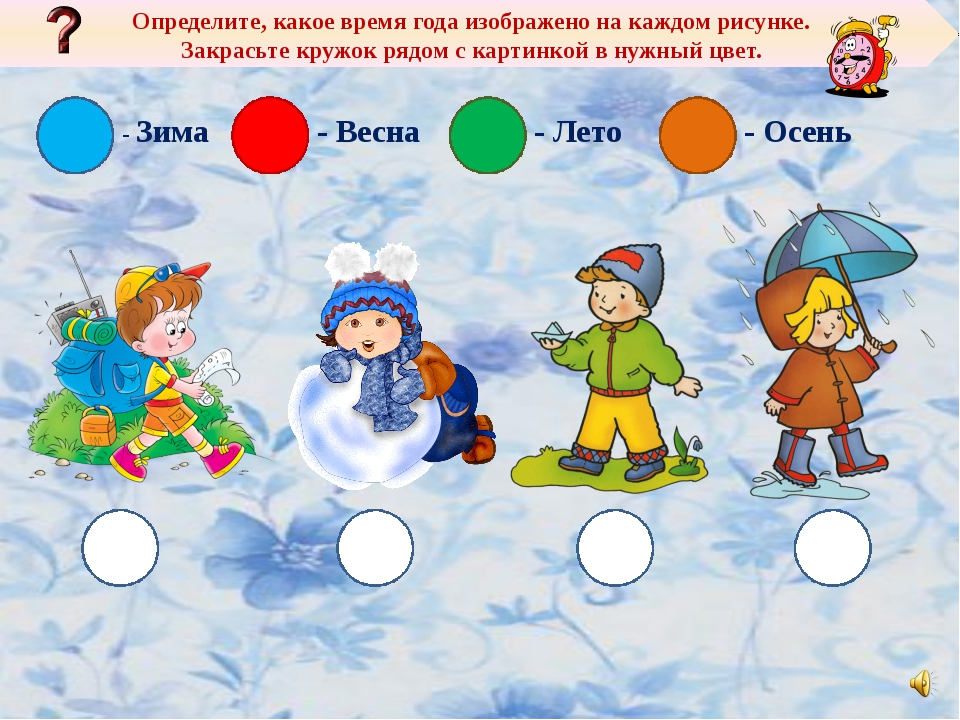 Определите, какое время года изображено на каждом рисунке.
Закрасьте кружок рядом с картинкой в нужный цвет.
- Зима - Весна - Лето - Осень